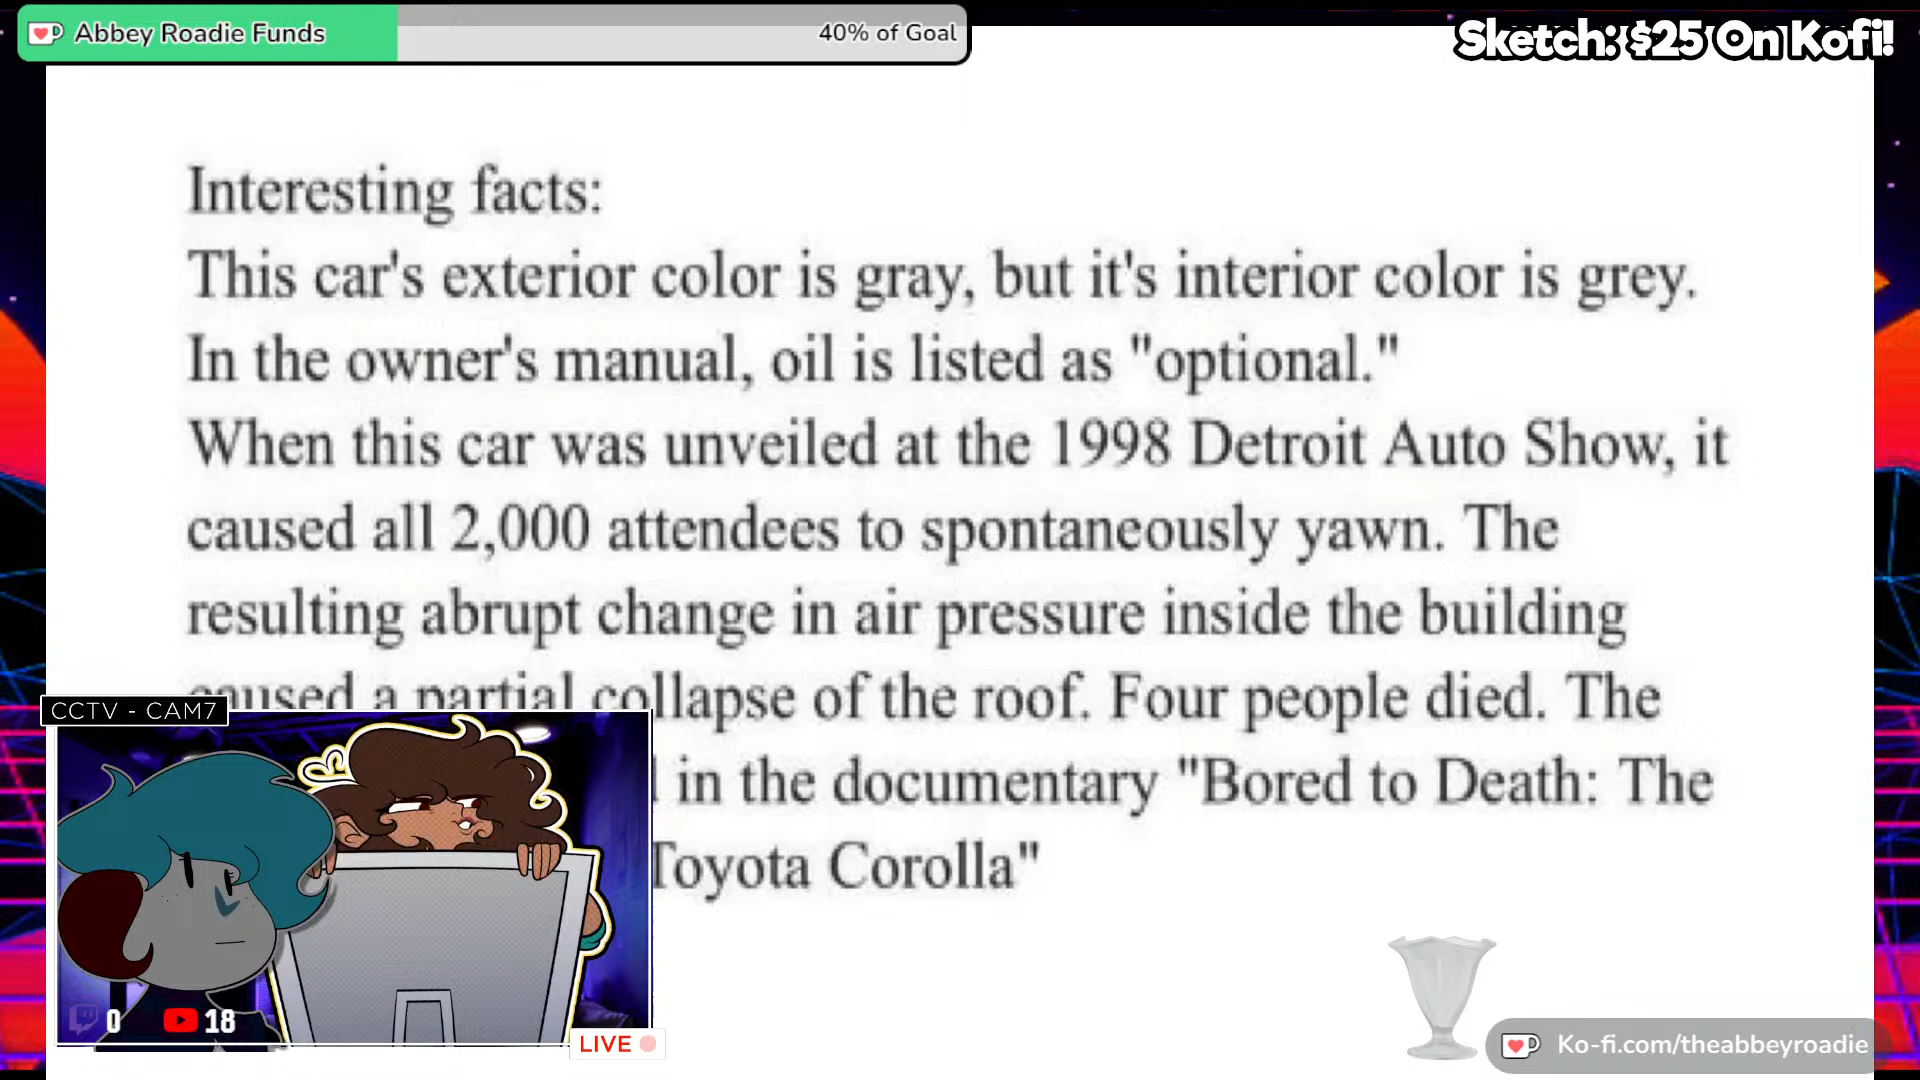 Abbey Roadie Funds
40% of Goal
Sketch: $25 On Kofi!
Interesting facts:
This car's exterior color is gray, but it's interior color is grey.
In the owner's manual, oil is listed as "optional."
When this car was unveiled at the 1998 Detroit Auto Show, it
caused all 2,000 attendees to spontaneously yawn. The
resulting abrupt change in air pressure inside the building
caused a partial collapse of the roof. Four people died. The
in the documentary "Bored to Death: The
Toyota Corolla"
CCTV - CAM7
0
18
LIVE
Ko-fi.com/theabbeyroadie